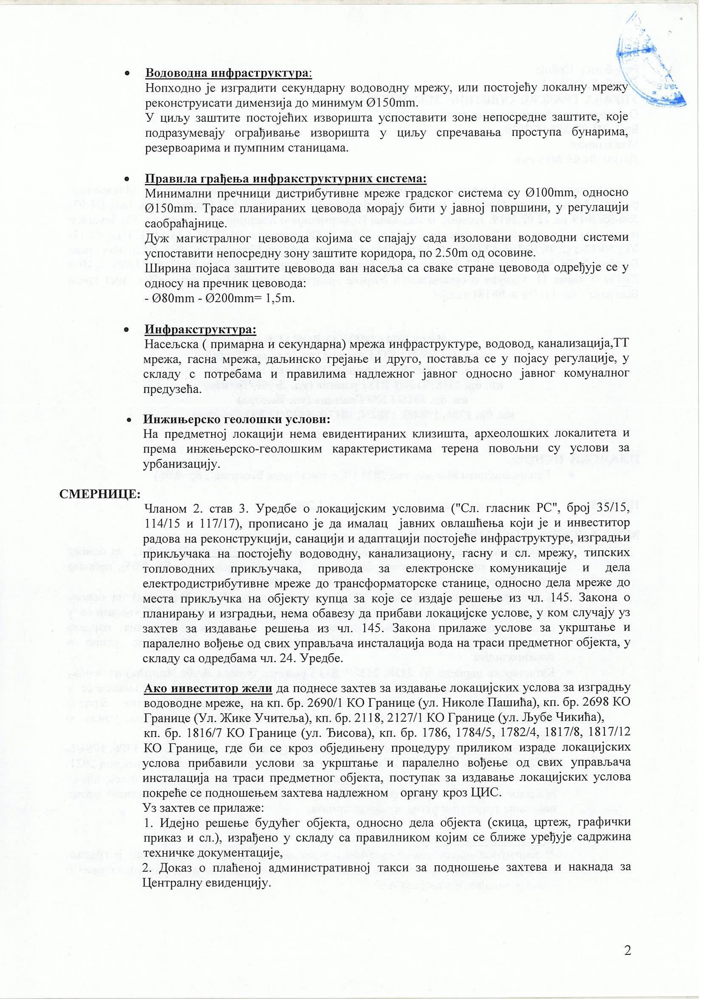 • Водоводна инфраструктура:
Нопходно је изградити секундарну водоводну мрежу, или постојећу локалну мрежу
реконструисати димензија до минимум Ø150mm.
У циљу заштите постојећих изворишта успоставити зоне непосредне заштите, које
подразумевају ограђивање изворишта у циљу спречавања проступа бунарима,
резервоарима и пумпним станицама.
• Правила грађења инфракструктурних система:
Минимални пречници дистрибутивне мреже градског система су Ø100mm, односно
Ø150mm. Трасе планираних цевовода морају бити у јавној површини, у регулацији
саобраћајнице.
Дуж магистралног цевовода којима се спајају сада изоловани водоводни системи
успоставити непосредну зону заштите коридора, по 2.50m од осовине.
Ширина појаса заштите цевовода ван насеља са сваке стране цевовода одређује се у
односу на пречник цевовода:
- Ø80mm - Ø200mm= 1,5m.
• Инфракструктура:
Насељска ( примарна и секундарна) мрежа инфраструктуре, водовод, канализација,ТТ
мрежа, гасна мрежа, даљинско грејање и друго, поставља се у појасу регулације, у
складу с потребама и правилима надлежног јавног односно јавног комуналног
предузећа.
• Инжињерско геолошки услови:
На предметној локацији нема евидентираних клизишта, археолошких локалитета и
према инжењерско-геолошким карактеристикама терена повољни су услови за
урбанизацију.
СМЕРНИЦЕ:
Чланом 2. став 3. Уредбе о локацијским условима ("Сл. гласник РС", број 35/15,
114/15 и 117/17), прописано је да ималац јавних овлашћења који је и инвеститор
радова на реконструкцији, санацији и адаптацији постојеће инфраструктуре, изградњи
прикључака на постојећу водоводну, канализациону, гасну и сл. мрежу, типских
топловодних прикључака, привода за електронске комуникације и дела
електродистрибутивне мреже до трансформаторске станице, односно дела мреже до
места прикључка на објекту купца за које се издаје решење из чл. 145. Закона о
планирању и изградњи, нема обавезу да прибави локацијске услове, у ком случају уз
захтев за издавање решења из чл. 145. Закона прилаже услове за укрштање и
паралелно вођење од свих управљача инсталација вода на траси предметног објекта, у
складу са одредбама чл. 24. Уредбе.
Ако инвеститор жели да поднесе захтев за издавање локацијских услова за изградњу
водоводне мреже, на кп. бр. 2690/1 КО Границе (ул. Николе Пашића), кп. бр. 2698 КО
Границе (Ул. Жике Учитеља), кп. бр. 2118, 2127/1 КО Границе (ул. Љубе Чикића),
кп. бр. 1816/7 КО Границе (ул. Ђисова), кп. бр. 1786, 1784/5, 1782/4, 1817/8, 1817/12
КО Границе, где би се кроз обједињену процедуру приликом израде локацијских
услова прибавили услови за укрштање и паралелно вођење од свих управљача
инсталација на траси предметног објекта, поступак за издавање локацијских услова
покреће се подношењем захтева надлежном органу кроз ЦИС.
Уз захтев се прилаже:
1. Идејно решење будућег објекта, односно дела објекта (скица, цртеж, графички
приказ и сл.), израђено у складу са правилником којим се ближе уређује садржина
техничке документације,
2. Доказ о плаћеној административној такси за подношење захтева и накнада за
Централну евиденцију.
2